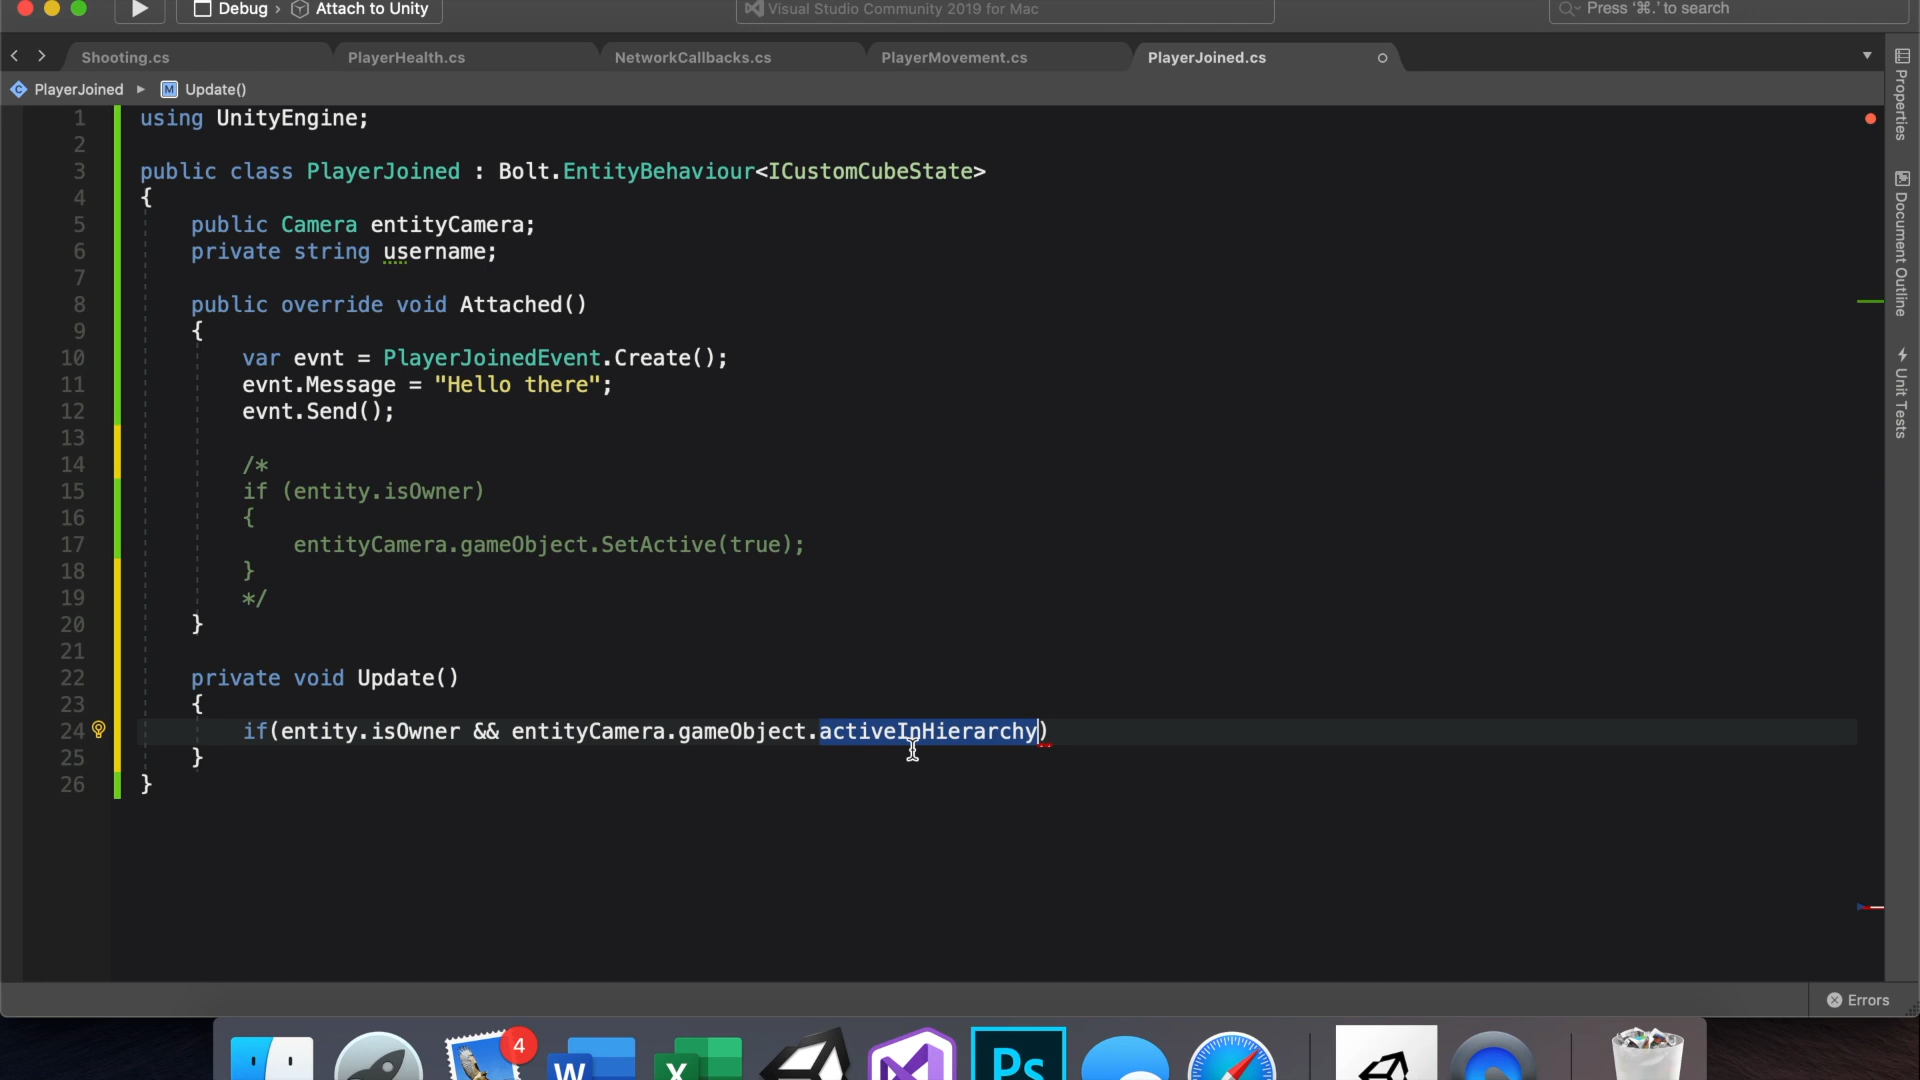 Debug › Attach to Unity
Visual Studio Community 2019 for Mac
Press '⌘.' to search
Shooting.cs
PlayerHealth.cs
NetworkCallbacks.cs
PlayerMovement.cs
PlayerJoined.cs
PlayerJoined ▸ M Update()
1 using UnityEngine;
2
3 public class PlayerJoined : Bolt.EntityBehaviour<ICustomCubeState>
4 {
5 public Camera entityCamera;
6 private string username;
7
8 public override void Attached()
9 {
10 var evnt = PlayerJoinedEvent.Create();
11 evnt.Message = "Hello there";
12 evnt.Send();
13
14 /*
15 if (entity.isOwner)
16 {
17 entityCamera.gameObject.SetActive(true);
18 }
19 */
20 }
21
22 private void Update()
23 {
24 if(entity.isOwner && entityCamera.gameObject.activeInHierarchy)
25 }
26 }
Properties
Document Outline
Unit Tests
Errors
4
W
X
Ps